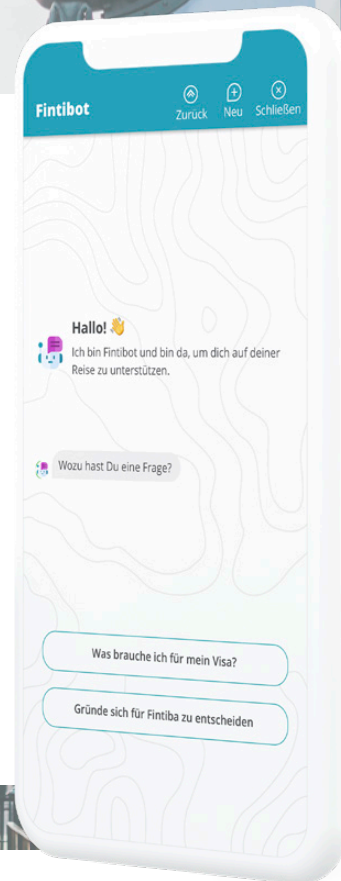 Fintibot
Zurück
Neu
Schließen
Hallo! 👋
Ich bin Fintibot und bin da, um dich auf deiner
Reise zu unterstützen.
Wozu hast Du eine Frage?
Was brauche ich für mein Visa?
Gründe sich für Fintiba zu entscheiden